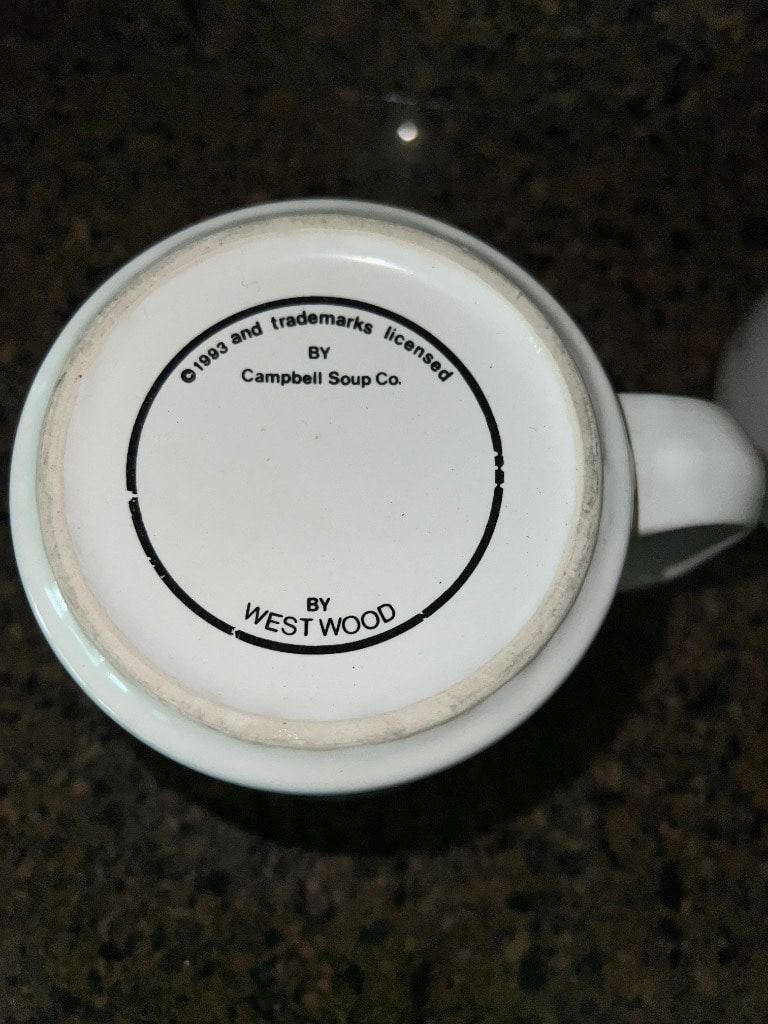 ©1993 and trademarks licensed
BY
Campbell Soup Co.
BY
WEST WOOD